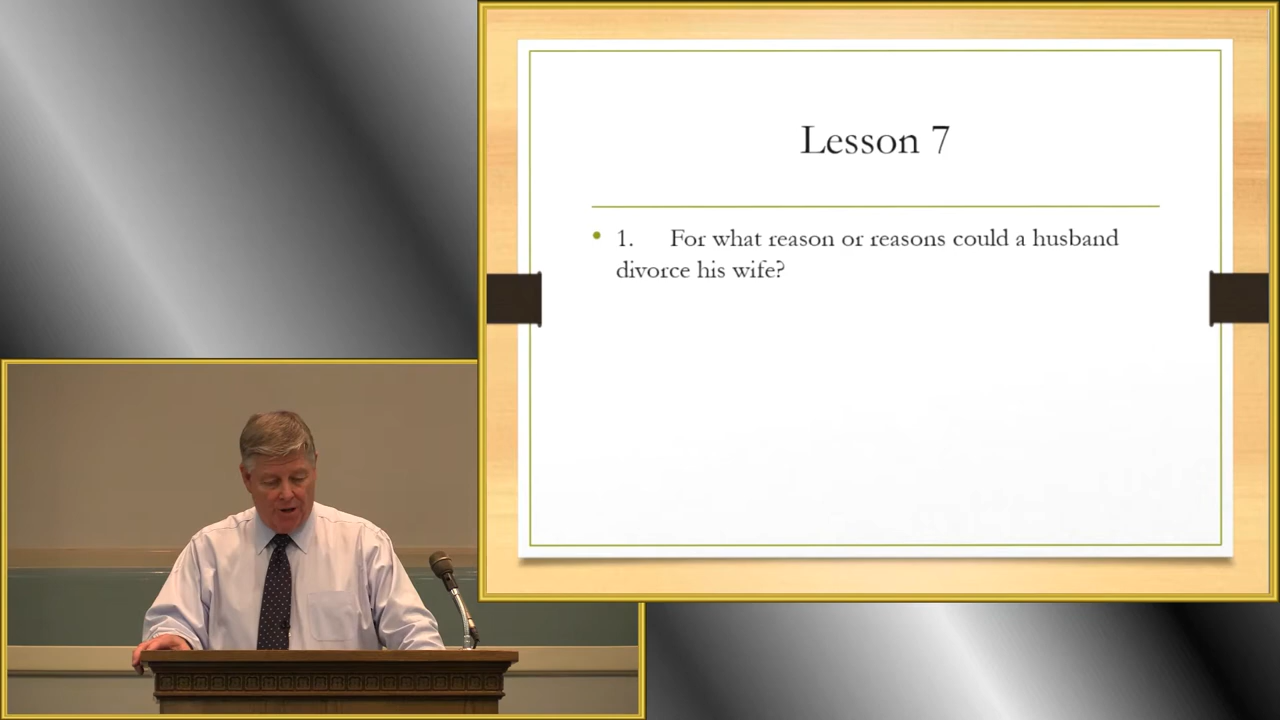 Lesson 7
• 1. For what reason or reasons could a husband
divorce his wife?